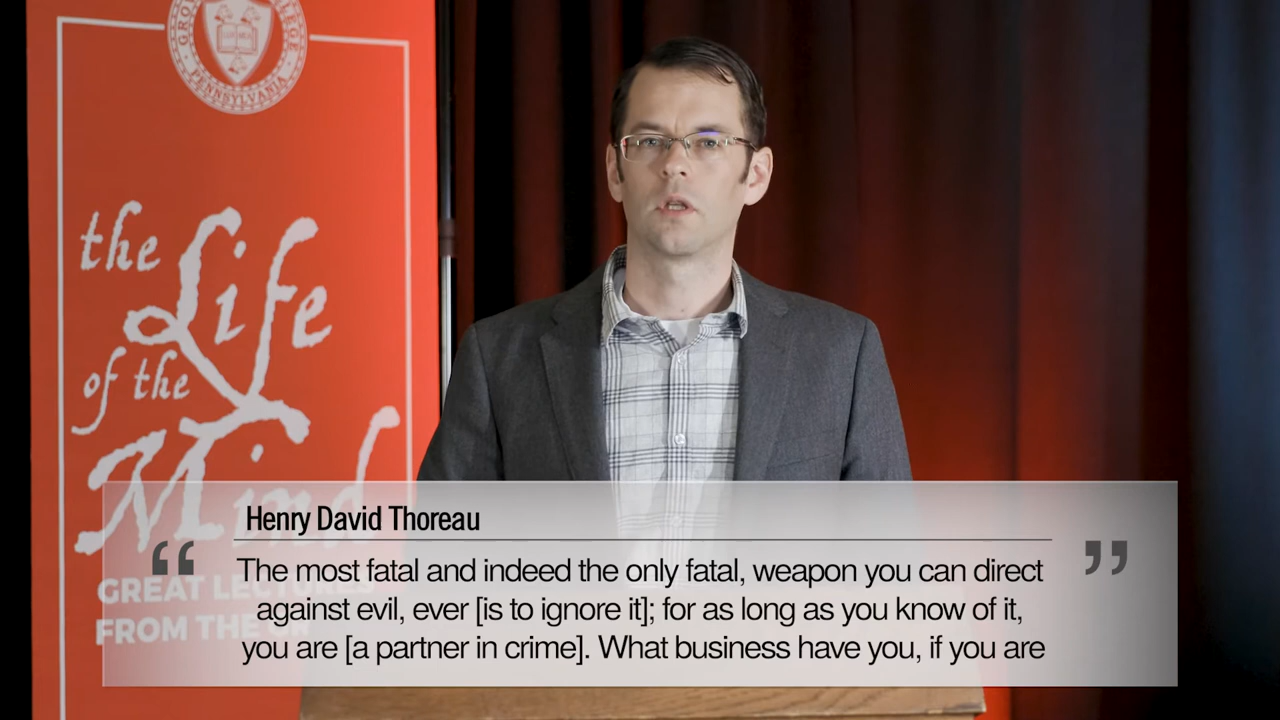 PENNSYLVANIA
the Life
of the
Mind
GREAT LECTURES
FROM THE
Henry David Thoreau
“ The most fatal and indeed the only fatal, weapon you can direct ”
against evil, ever [is to ignore it]; for as long as you know of it,
you are [a partner in crime]. What business have you, if you are